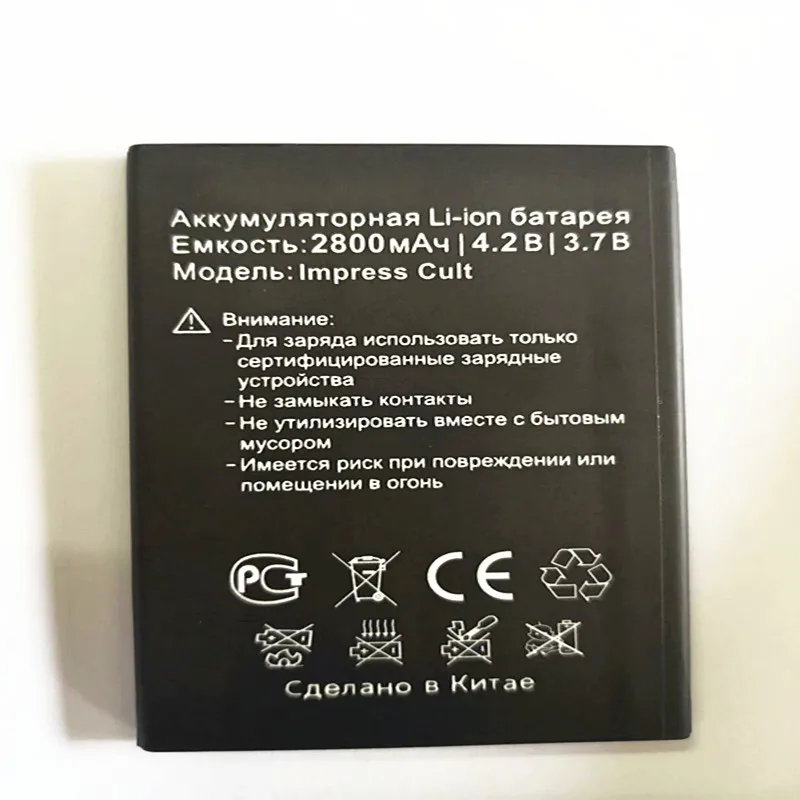 Аккумуляторная Li-ion батарея
Емкость:2800мАч|4.2В|3.7В
Модель: Impress Cult
Внимание:
-Для заряда использовать только
сертифицированные зарядные
устройства
-Не замыкать контакты
-Не утилизировать вместе с бытовым
мусором
-Имеется риск при повреждении или
помещении в огонь
РСТ CE
Сделано в Китае